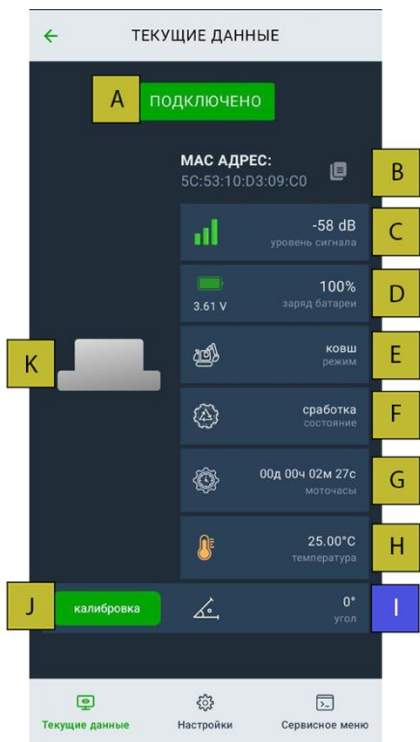 ТЕКУЩИЕ ДАННЫЕ
A ПОДКЛЮЧЕНО
МАС АДРЕС:
5C:53:10:D3:09:C0
B
-58 dB
уровень сигнала
C
100%
3.61 V заряд батареи
D
ковш
режим
E
K
сработка
состояние
F
00д 00ч 02м 27с
моточасы
G
25.00°C
температура
H
J калибровка
0°
угол
I
Текущие данные Настройки Сервисное меню